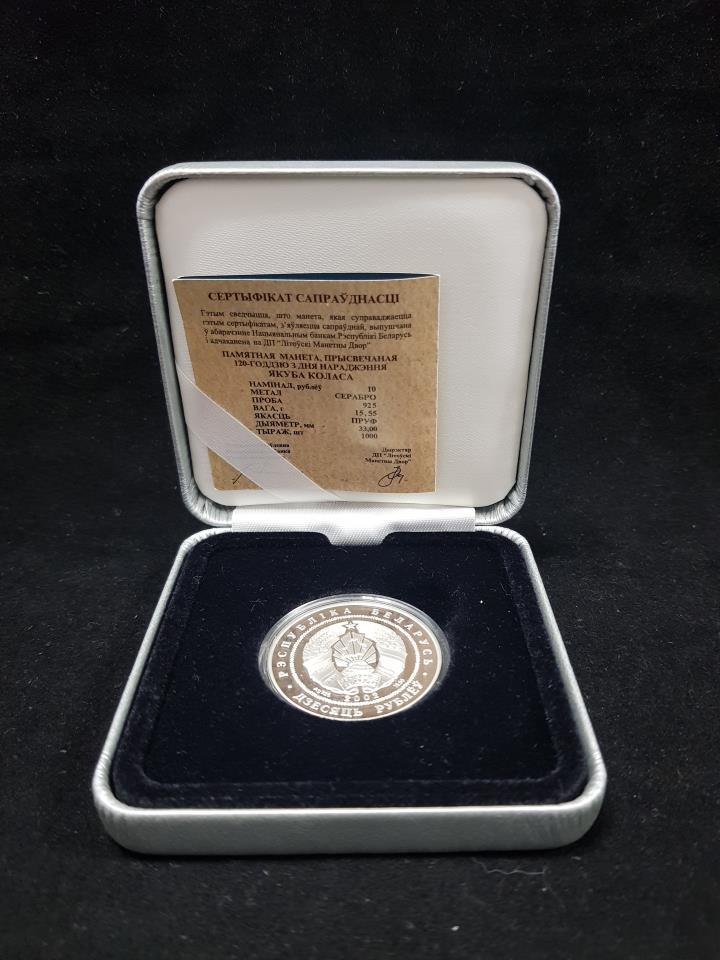 СЕРТЫФІКАТ САПРАЎДНАСЦІ
Гэтым сведчыцца, што манета, якая суправаджаецца
гэтым сертыфікатам, з'яўляецца сапраўднай, выпушчана
ў абарачэнне Нацыянальным банкам Рэспублікі Беларусь
і адчаканена на ДП "Літоўскі Манетны Двор"
ПАМЯТНАЯ МАНЕТА, ПРЫСВЕЧАНАЯ
120-ГОДДЗЮ З ДНЯ НАРАДЖЭННЯ
ЯКУБА КОЛАСА
НАМІНАЛ, рублёў 10
МЕТАЛ СЕРАБРО
ПРОБА 925
ВАГА, г 15,55
ЯКАСЦЬ ПРУФ
ДЫЯМЕТР, мм 33,00
ТЫРАЖ, шт 1000
Дырэктар
ДП "Літоўскі
Манетны Двор"
РЭСПУБЛІКА БЕЛАРУСЬ
2002
ДЗЕСЯЦЬ РУБЛЁЎ